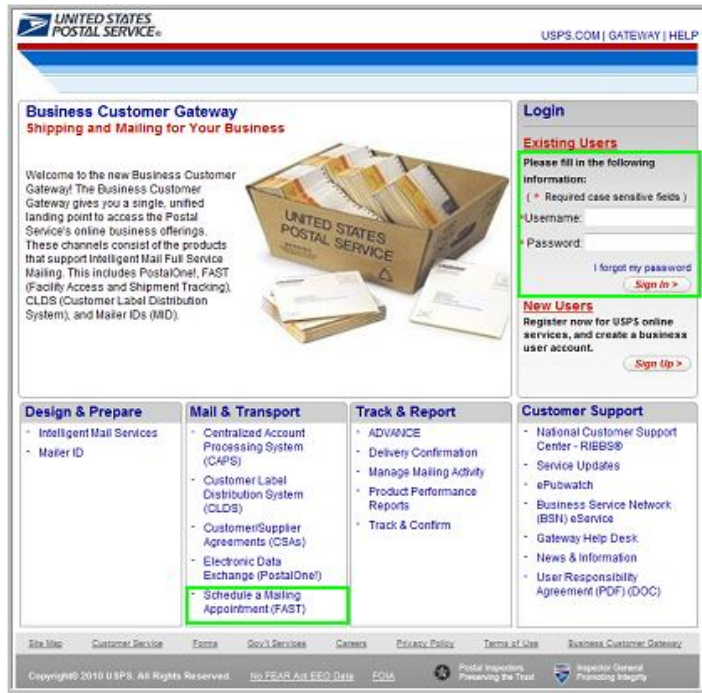 UNITED STATES
POSTAL SERVICE®
USPS.COM | GATEWAY | HELP
Business Customer Gateway
Shipping and Mailing for Your Business
Welcome to the new Business Customer
Gateway! The Business Customer
Gateway gives you a single, unified
landing point to access the Postal
Service's online business offerings.
These channels consist of the products
that support Intelligent Mail Full Service
Mailing. This includes PostalOne!, FAST
(Facility Access and Shipment Tracking),
CLDS (Customer Label Distribution
System), and Mailer IDs (MID).
UNITED STATES
POSTAL SERVICE
Login
Existing Users
Please fill in the following
information:
( * Required case sensitive fields )
*Username:
* Password:
I forgot my password
Sign In >
New Users
Register now for USPS online
services, and create a business
user account.
Sign Up >
Design & Prepare
- Intelligent Mail Services
- Mailer ID
Mail & Transport
- Centralized Account
Processing System
(CAPS)
- Customer Label
Distribution System
(CLDS)
- Customer/Supplier
Agreements (CSAs)
- Electronic Data
Exchange (PostalOne!)
- Schedule a Mailing
Appointment (FAST)
Track & Report
- ADVANCE
- Delivery Confirmation
- Manage Mailing Activity
- Product Performance
Reports
- Track & Confirm
Customer Support
- National Customer Support
Center - RIBBS®
- Service Updates
- ePubwatch
- Business Service Network
(BSN) eService
- Gateway Help Desk
- News & Information
- User Responsibility
Agreement (PDF) (DOC)
Site Map Customer Service Forms Gov't Services Careers Privacy Policy Terms of Use Business Customer Gateway
Copyright© 2010 USPS. All Rights Reserved. No FEAR Act EEO Data FOIA
Postal Inspectors
Preserving the Trust
Inspector General
Promoting Integrity